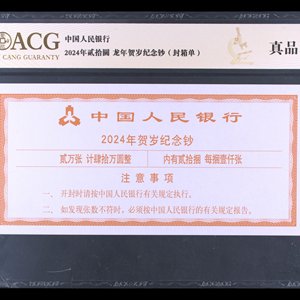 ACG
CANG GUARANTY
中国人民银行
2024年贰拾圆 龙年贺岁纪念钞（封箱单）
真品
中国人民银行
2024年贺岁纪念钞
贰万张 计肆拾万圆整
内有贰拾捆 每捆壹仟张
注意事项
一、 开封时请按中国人民银行有关规定执行。
二、 如发现张数不符时，必须按中国人民银行的有关规定报告。